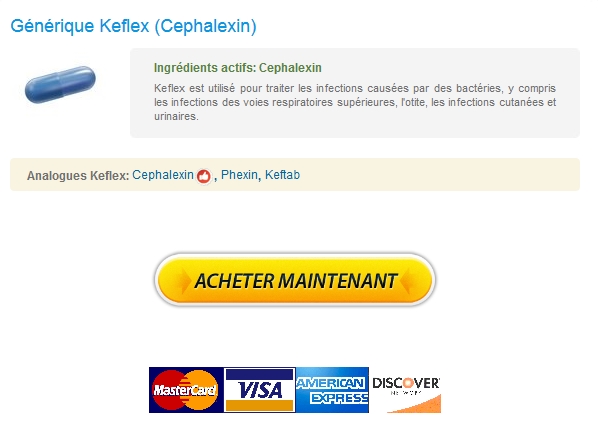 Générique Keflex (Cephalexin)
Ingrédients actifs: Cephalexin
Keflex est utilisé pour traiter les infections causées par des bactéries, y compris
les infections des voies respiratoires supérieures, l'otite, les infections cutanées et
urinaires.
Analogues Keflex: Cephalexin , Phexin, Keftab
ACHETER MAINTENANT
MasterCard VISA AMERICAN EXPRESS DISCOVER NETWORK